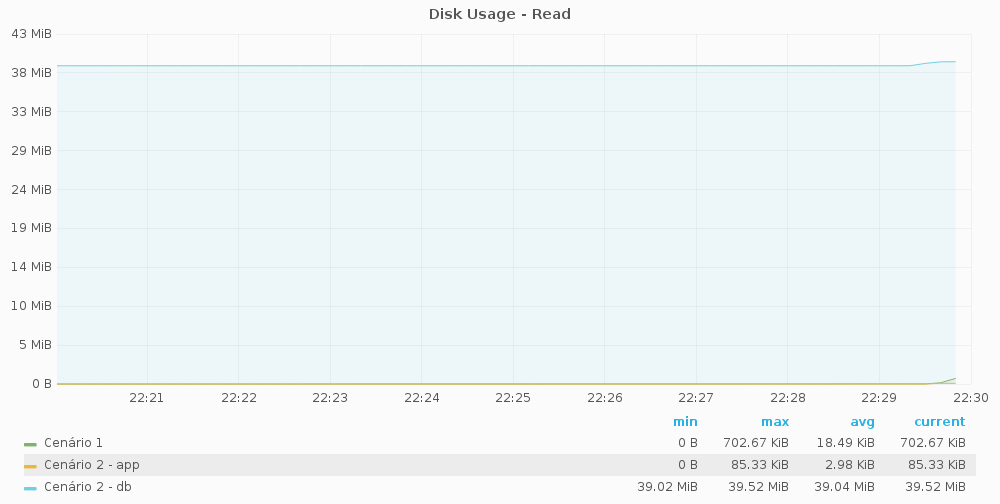 Disk Usage - Read
43 MiB
38 MiB
33 MiB
29 MiB
24 MiB
19 MiB
14 MiB
10 MiB
5 MiB
0 B
22:21 22:22 22:23 22:24 22:25 22:26 22:27 22:28 22:29 22:30
min max avg current
Cenário 1 0 B 702.67 KiB 18.49 KiB 702.67 KiB
Cenário 2 - app 0 B 85.33 KiB 2.98 KiB 85.33 KiB
Cenário 2 - db 39.02 MiB 39.52 MiB 39.04 MiB 39.52 MiB